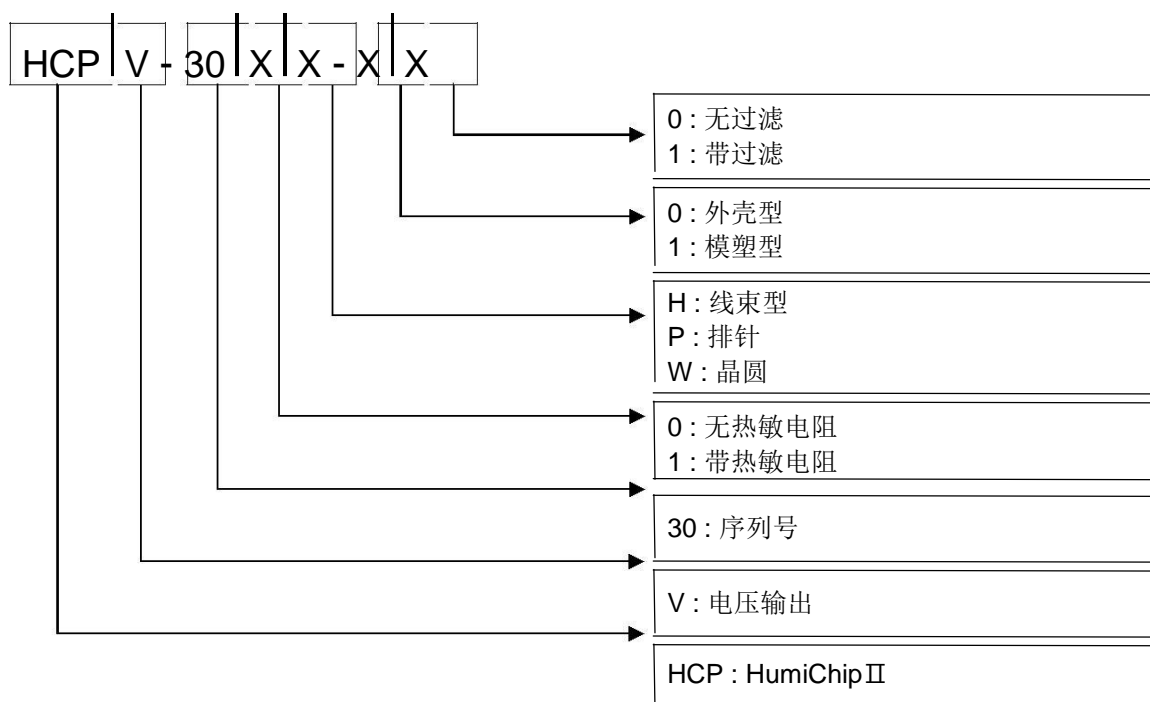 HCP V - 30 X X - X X
0 : 无过滤
1 : 带过滤
0 : 外壳型
1 : 模塑型
H : 线束型
P : 排针
W : 晶圆
0 : 无热敏电阻
1 : 带热敏电阻
30 : 序列号
V : 电压输出
HCP : HumiChipⅡ